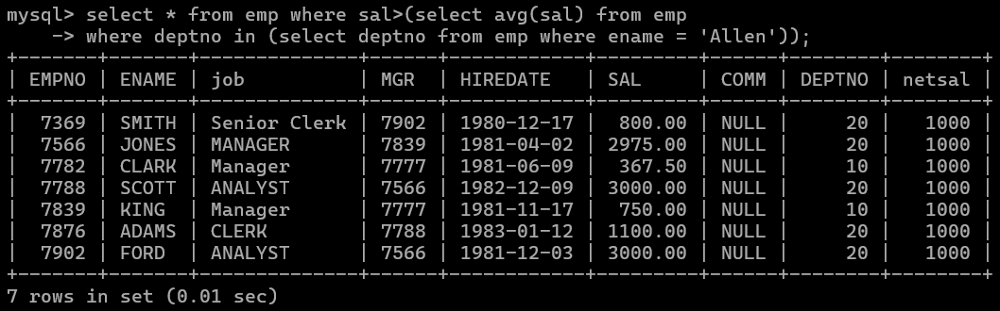 mysql> select * from emp where sal>(select avg(sal) from emp
    -> where deptno in (select deptno from emp where ename = 'Allen'));
+-------+-------+--------------+------+------------+---------+------+--------+--------+
| EMPNO | ENAME | job          | MGR  | HIREDATE   | SAL     | COMM | DEPTNO | netsal |
+-------+-------+--------------+------+------------+---------+------+--------+--------+
|  7369 | SMITH | Senior Clerk | 7902 | 1980-12-17 |  800.00 | NULL |     20 |   1000 |
|  7566 | JONES | MANAGER      | 7839 | 1981-04-02 | 2975.00 | NULL |     20 |   1000 |
|  7782 | CLARK | Manager      | 7777 | 1981-06-09 |  367.50 | NULL |     10 |   1000 |
|  7788 | SCOTT | ANALYST      | 7566 | 1982-12-09 | 3000.00 | NULL |     20 |   1000 |
|  7839 | KING  | Manager      | 7777 | 1981-11-17 |  750.00 | NULL |     10 |   1000 |
|  7876 | ADAMS | CLERK        | 7788 | 1983-01-12 | 1100.00 | NULL |     20 |   1000 |
|  7902 | FORD  | ANALYST      | 7566 | 1981-12-03 | 3000.00 | NULL |     20 |   1000 |
+-------+-------+--------------+------+------------+---------+------+--------+--------+
7 rows in set (0.01 sec)